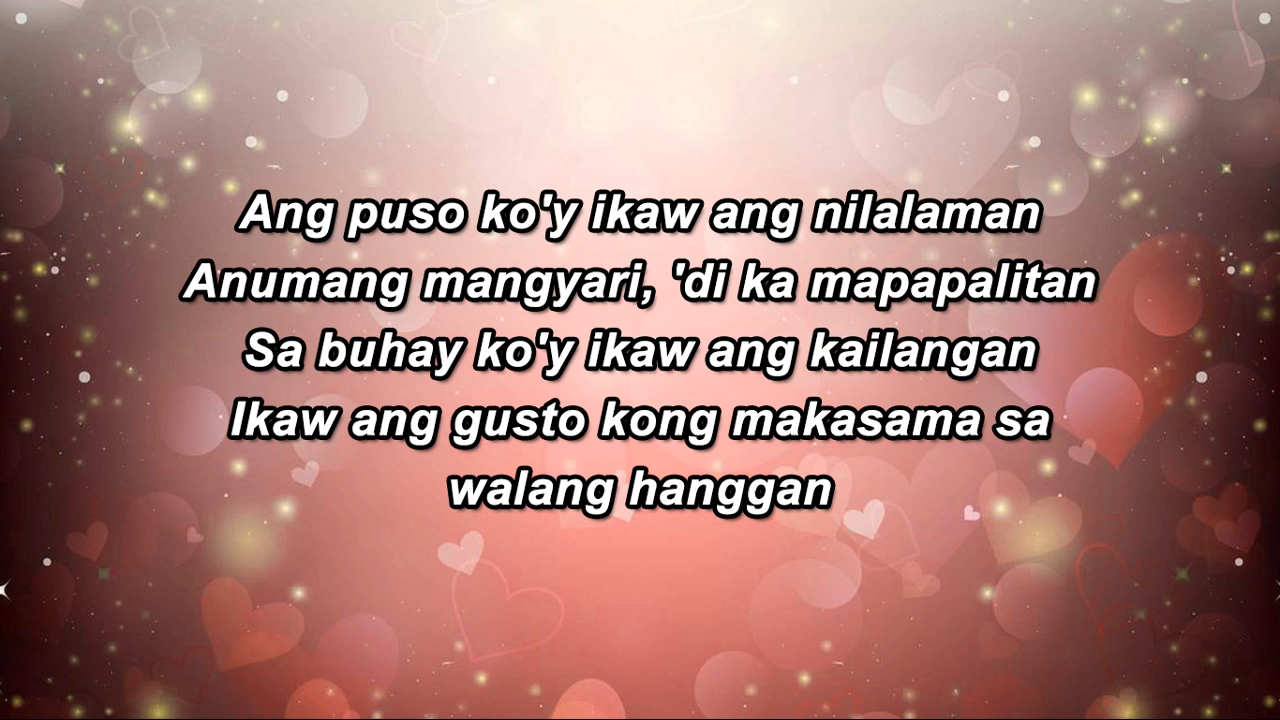 Ang puso ko'y ikaw ang nilalaman
Anumang mangyari, 'di ka mapapalitan
Sa buhay ko'y ikaw ang kailangan
Ikaw ang gusto kong makasama sa
walang hanggan